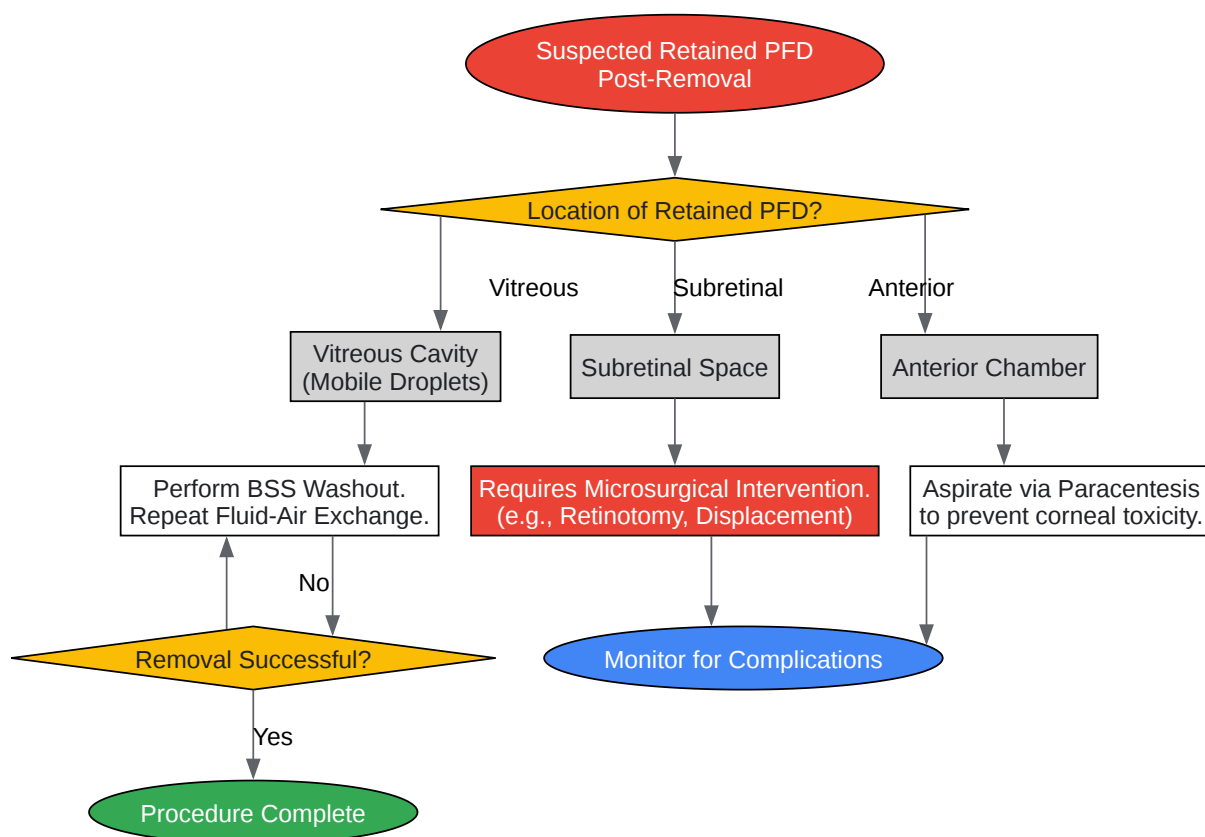 Suspected Retained PFD
Post-Removal
Location of Retained PFD?
Vitreous
Subretinal
Anterior
Vitreous Cavity
(Mobile Droplets)
Subretinal Space
Anterior Chamber
Perform BSS Washout.
Repeat Fluid-Air Exchange.
Requires Microsurgical Intervention.
(e.g., Retinotomy, Displacement)
Aspirate via Paracentesis
to prevent corneal toxicity.
No
Removal Successful?
Monitor for Complications
Yes
Procedure Complete